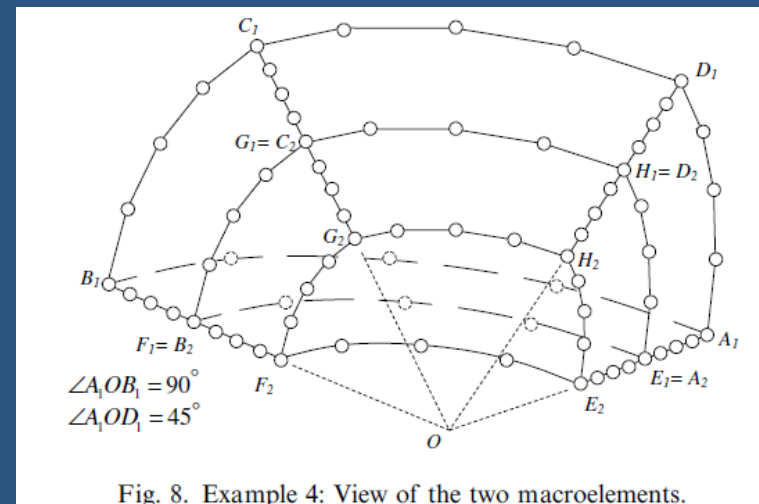 C₁
D₁
G₁= C₂
H₁= D₂
G₂
H₂
B₁
A₁
F₁= B₂
E₁= A₂
F₂
E₂
∠A₁OB₁ = 90°
∠A₁OD₁ = 45°
O
Fig. 8. Example 4: View of the two macroelements.